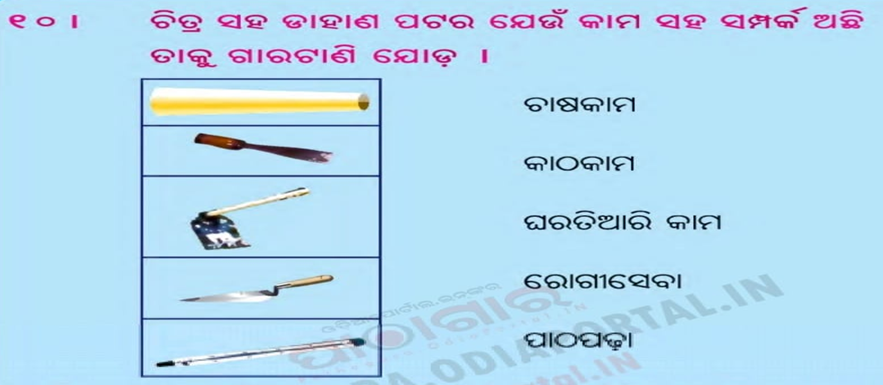 ୧୦। ଚିତ୍ର ସହ ଡାହାଣ ପଟର ଯେଉଁ କାମ ସହ ସମ୍ପର୍କ ଅଛି
ତାକୁ ଗାରଟାଣି ଯୋଡ଼ ।
ଚାଷକାମ
କାଠକାମ
ଘରତିଆରି କାମ
ରୋଗୀସେବା
ପାଠପଢ଼ା
ପାଠାଗାର
ODIAPORTAL.IN